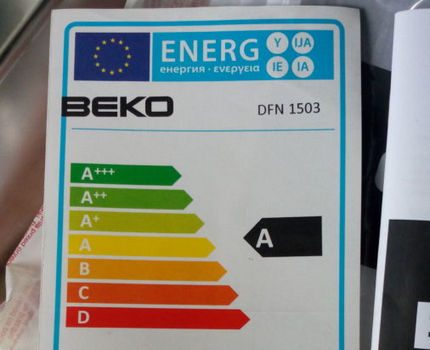 ENERG Y IJA
енергия · ενεργεια IE IA
BEKO DFN 1503
A+++
A++
A+
A
A
B
C
D